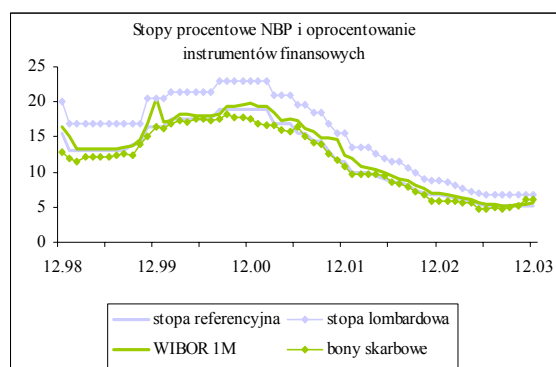 Stopy procentowe NBP i oprocentowanie
instrumentów finansowych
25
20
15
10
5
0
12.98 12.99 12.00 12.01 12.02 12.03
stopa referencyjna stopa lombardowa
WIBOR 1M bony skarbowe